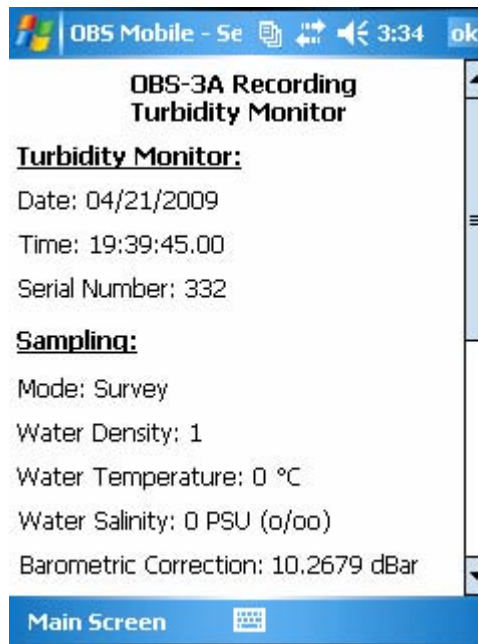 OBS Mobile - Se 3:34 ok
OBS-3A Recording
Turbidity Monitor
Turbidity Monitor:
Date: 04/21/2009
Time: 19:39:45.00
Serial Number: 332
Sampling:
Mode: Survey
Water Density: 1
Water Temperature: 0 °C
Water Salinity: 0 PSU (o/oo)
Barometric Correction: 10.2679 dBar
Main Screen